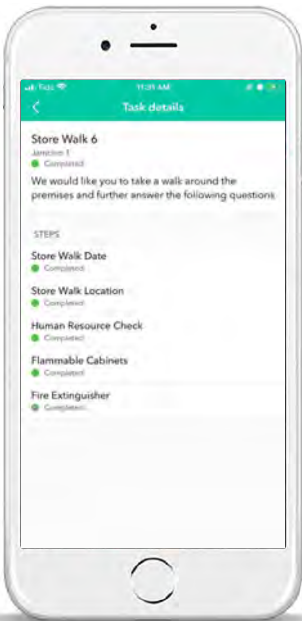 11:31 AM
Task details
Store Walk 6
Completed
We would like you to take a walk around the
premises and further answer the following questions
STEPS
Store Walk Date
Completed
Store Walk Location
Completed
Human Resource Check
Completed
Flammable Cabinets
Completed
Fire Extinguisher
Completed